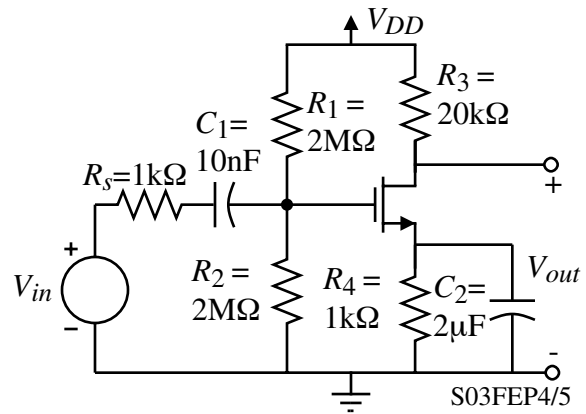 V_DD
R_3 =
20kΩ
R_1 =
2MΩ
C_1=
10nF
R_s=1kΩ
+
+
V_in
-
R_2 =
2MΩ
R_4 =
1kΩ
C_2=
2μF
V_out
-
S03FEP4/5